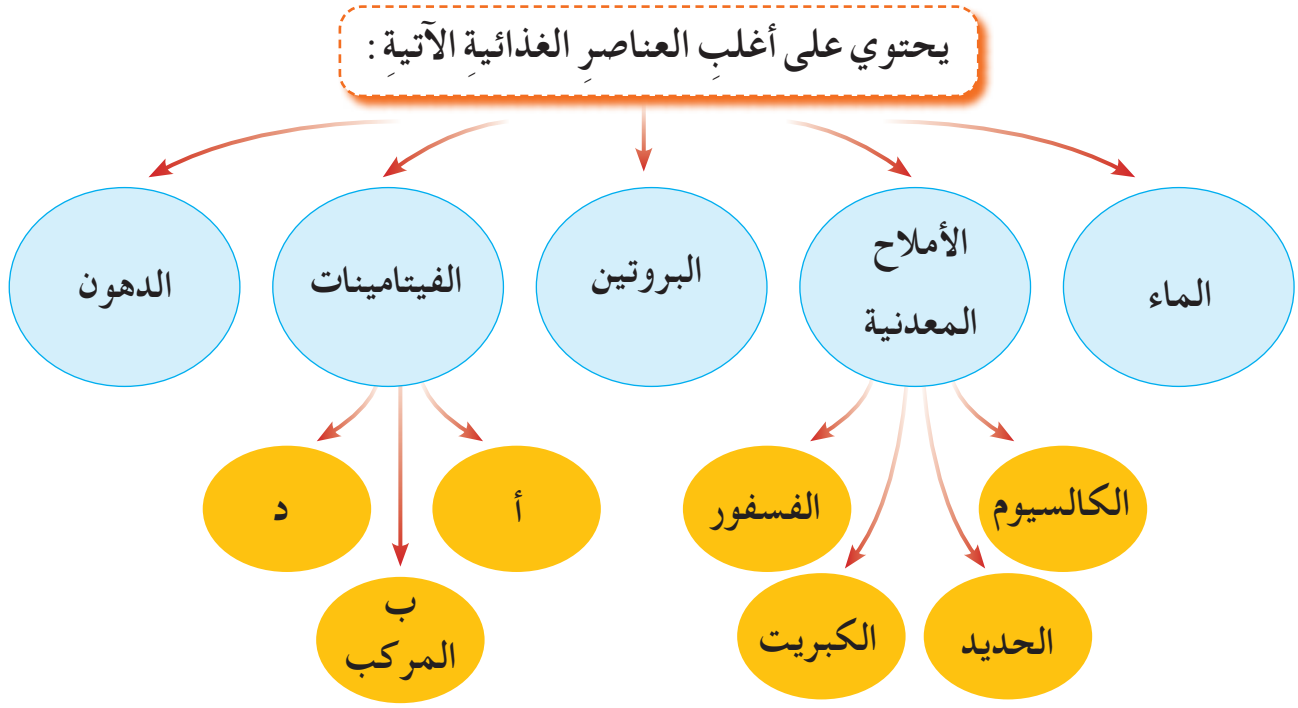 يحتوي على أغلبِ العناصرِ الغذائيةِ الآتيةِ :
الماء
الأملاح
المعدنية
البروتين
الفيتامينات
الدهون
الكالسيوم
الحديد
الكبريت
الفسفور
أ
ب
المركب
د